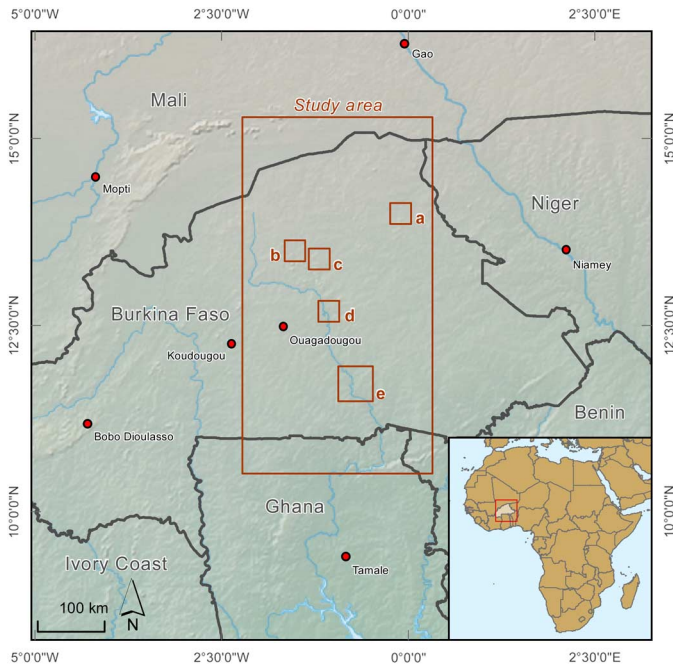 5°0'0"W
2°30'0"W
0°0'0"
2°30'0"E
Gao
Mali
Study area
15°0'0"N
15°0'0"N
Mopti
a
Niger
b
c
Niamey
d
Burkina Faso
12°30'0"N
12°30'0"N
Ouagadougou
Koudougou
e
Benin
Bobo Dioulasso
Ghana
10°0'0"N
10°0'0"N
Ivory Coast
Tamale
100 km
N
5°0'0"W
2°30'0"W
0°0'0"
2°30'0"E